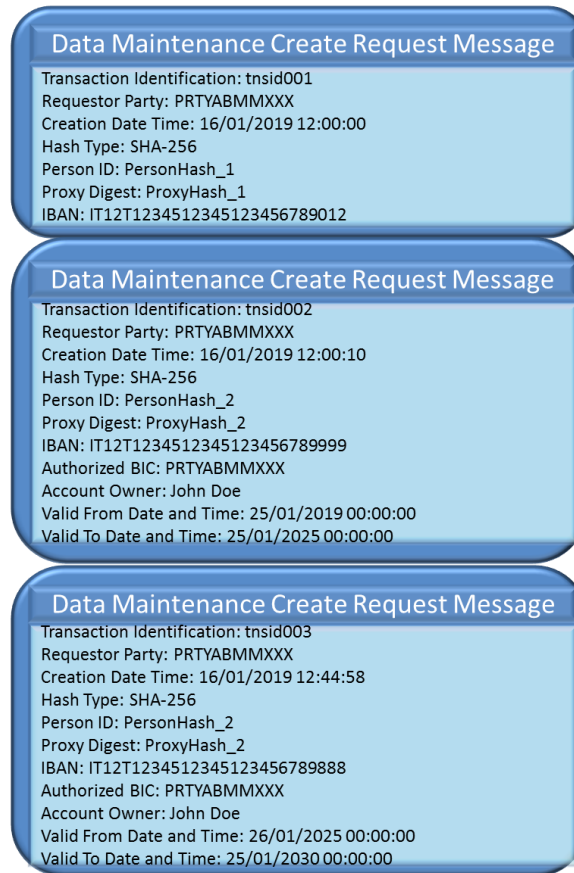 Data Maintenance Create Request Message
Transaction Identification: tnsid001
Requestor Party: PRTYABMMXXX
Creation Date Time: 16/01/2019 12:00:00
Hash Type: SHA-256
Person ID: PersonHash_1
Proxy Digest: ProxyHash_1
IBAN: IT12T1234512345123456789012
Data Maintenance Create Request Message
Transaction Identification: tnsid002
Requestor Party: PRTYABMMXXX
Creation Date Time: 16/01/2019 12:00:10
Hash Type: SHA-256
Person ID: PersonHash_2
Proxy Digest: ProxyHash_2
IBAN: IT12T1234512345123456789999
Authorized BIC: PRTYABMMXXX
Account Owner: John Doe
Valid From Date and Time: 25/01/2019 00:00:00
Valid To Date and Time: 25/01/2025 00:00:00
Data Maintenance Create Request Message
Transaction Identification: tnsid003
Requestor Party: PRTYABMMXXX
Creation Date Time: 16/01/2019 12:44:58
Hash Type: SHA-256
Person ID: PersonHash_2
Proxy Digest: ProxyHash_2
IBAN: IT12T1234512345123456789888
Authorized BIC: PRTYABMMXXX
Account Owner: John Doe
Valid From Date and Time: 26/01/2025 00:00:00
Valid To Date and Time: 25/01/2030 00:00:00